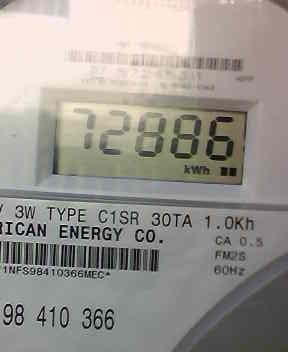 72886
kWh
V 3W TYPE C1SR 30TA 1.0Kh
RICAN ENERGY CO.
CA 0.5
FM2S
60Hz
1NFS98410366MEC*
98 410 366